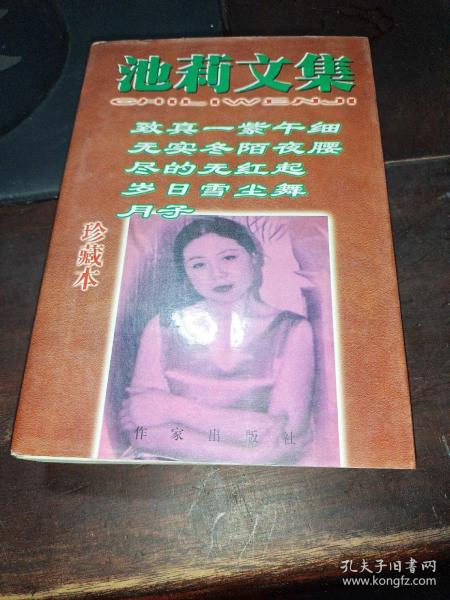 池莉文集
CHILIWENJI
致真一紫午细
无实冬陌夜腰
尽的无红起
岁日雪尘舞
月子
珍藏本
作家出版社
孔夫子旧书网
www.kongfz.com